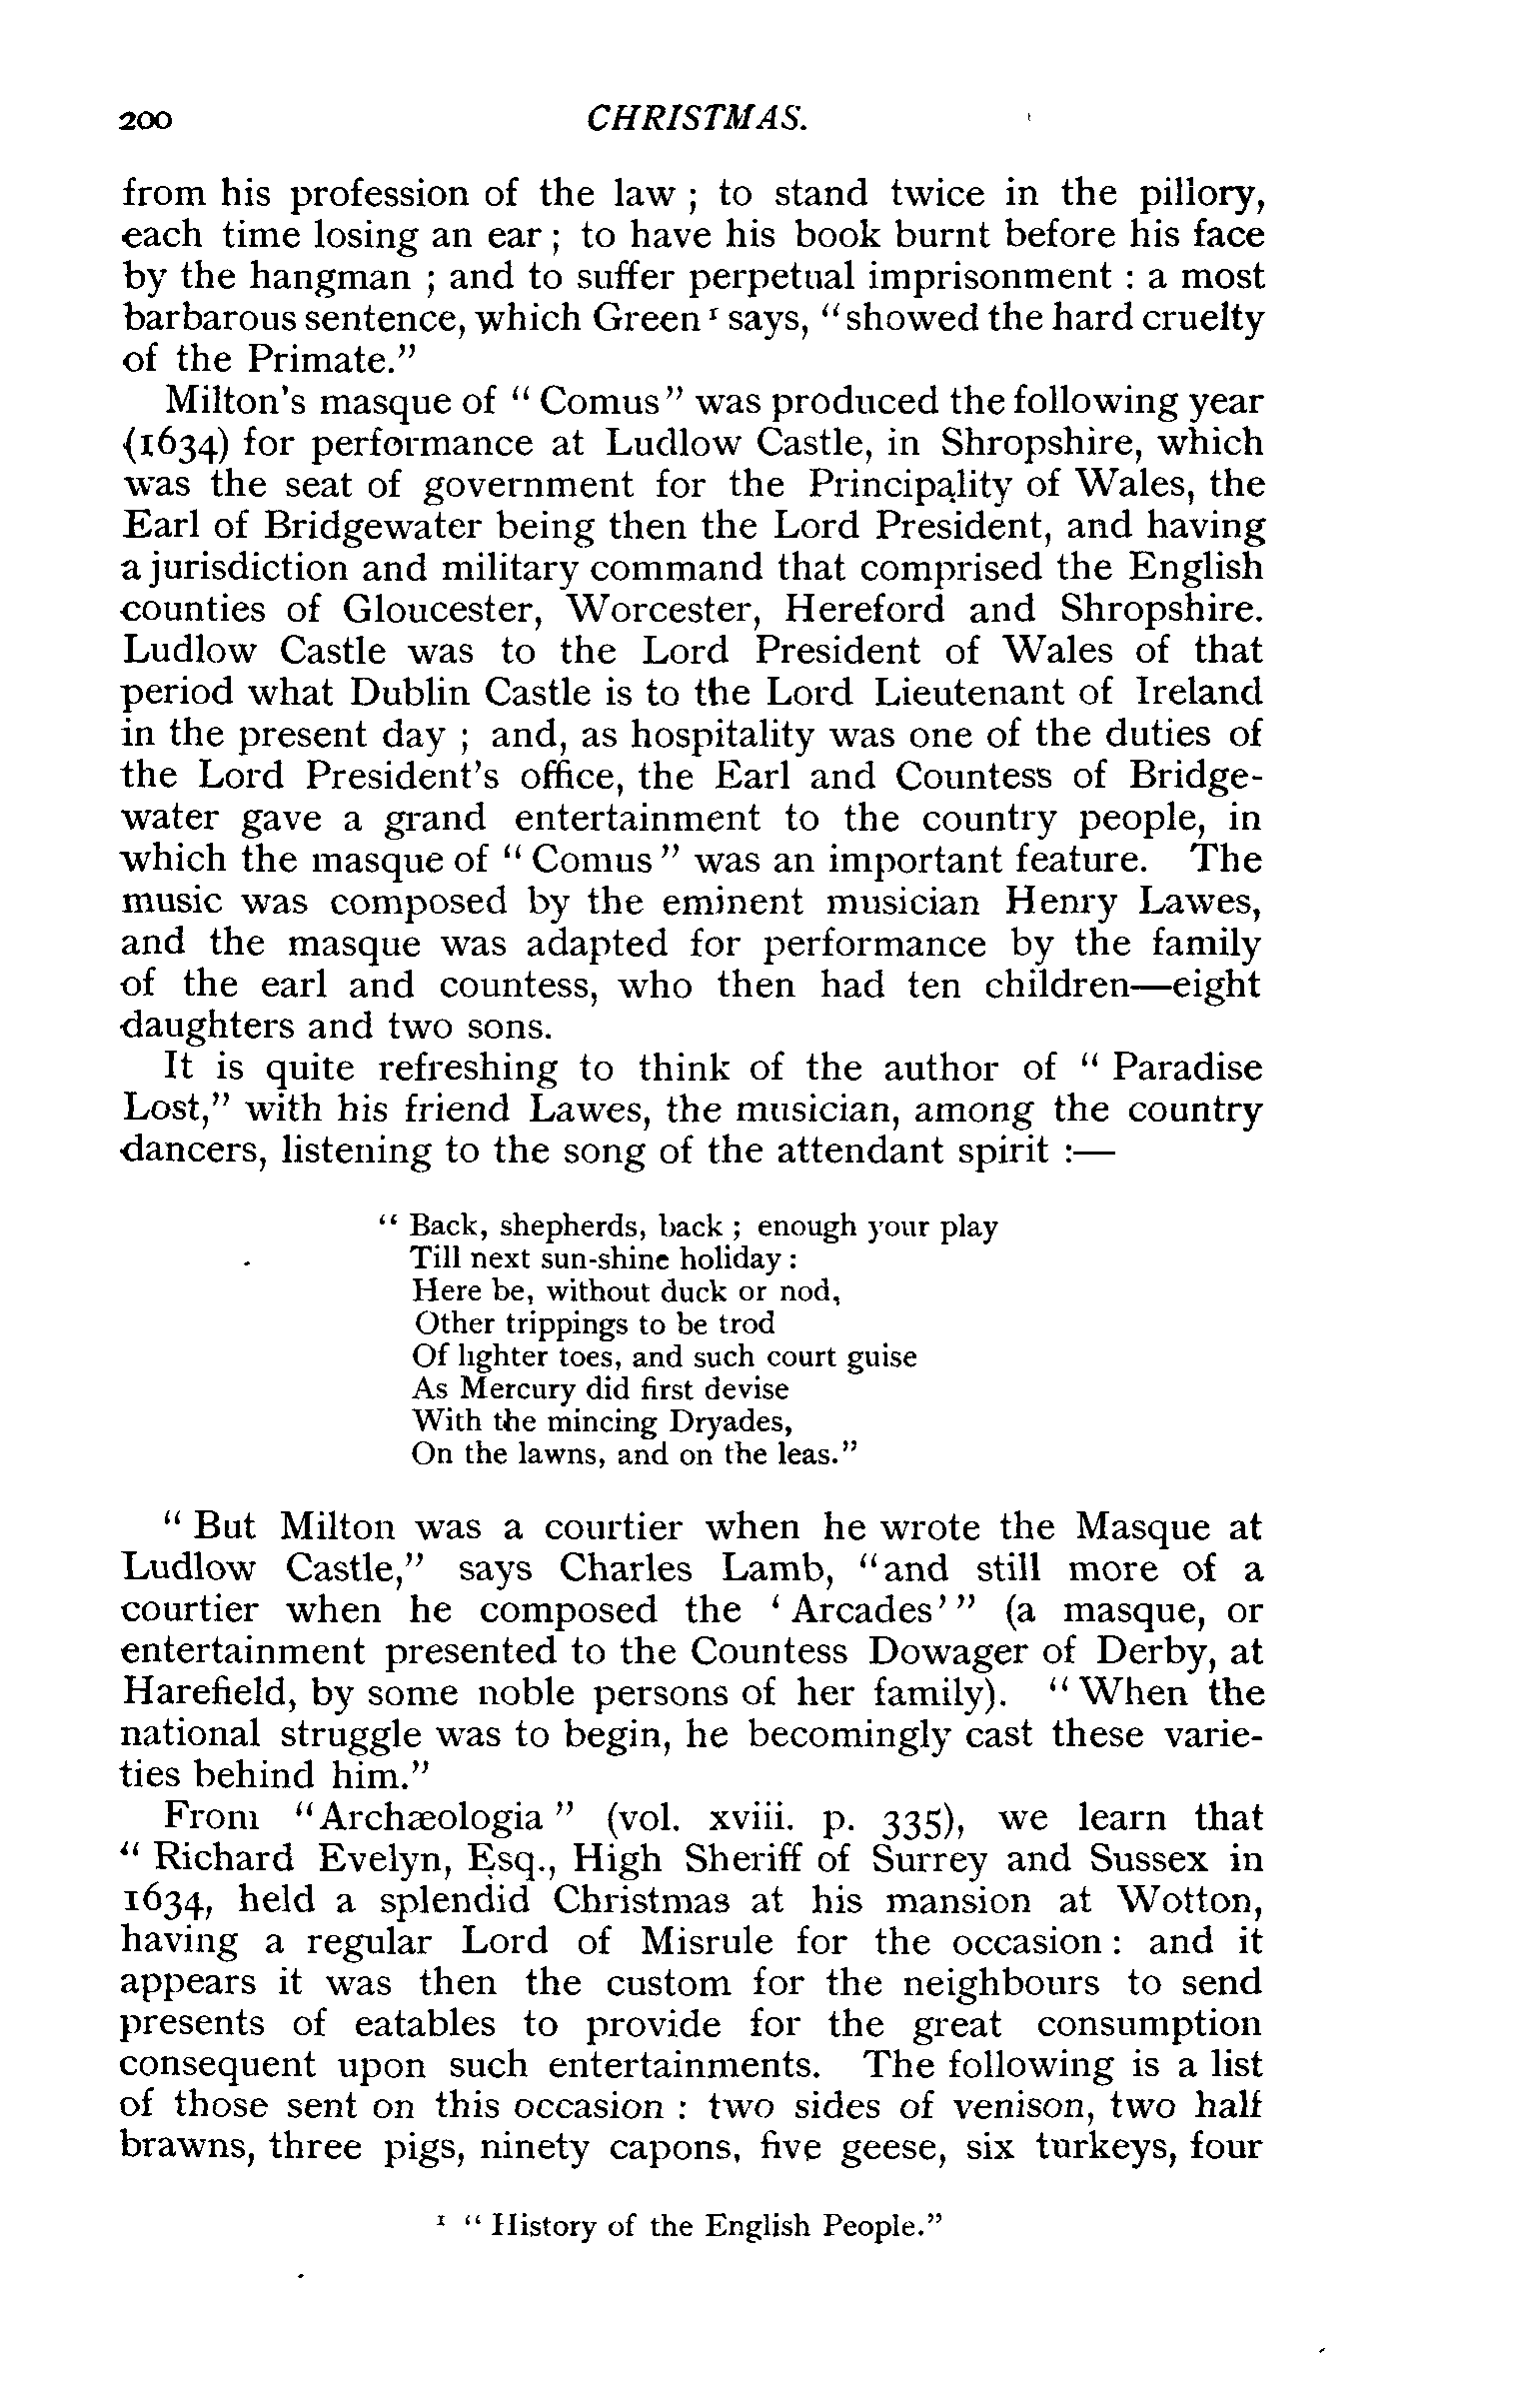 200 CHRISTMAS.
from his profession of the law ; to stand twice in the pillory,
each time losing an ear ; to have his book burnt before his face
by the hangman ; and to suffer perpetual imprisonment : a most
barbarous sentence, which Green ¹ says, “showed the hard cruelty
of the Primate.”
Milton’s masque of “ Comus” was produced the following year
(1634) for performance at Ludlow Castle, in Shropshire, which
was the seat of government for the Principality of Wales, the
Earl of Bridgewater being then the Lord President, and having
a jurisdiction and military command that comprised the English
counties of Gloucester, Worcester, Hereford and Shropshire.
Ludlow Castle was to the Lord President of Wales of that
period what Dublin Castle is to the Lord Lieutenant of Ireland
in the present day ; and, as hospitality was one of the duties of
the Lord President’s office, the Earl and Countess of Bridge-
water gave a grand entertainment to the country people, in
which the masque of “ Comus ” was an important feature. The
music was composed by the eminent musician Henry Lawes,
and the masque was adapted for performance by the family
of the earl and countess, who then had ten children—eight
daughters and two sons.
It is quite refreshing to think of the author of “ Paradise
Lost,” with his friend Lawes, the musician, among the country
dancers, listening to the song of the attendant spirit :—
“ Back, shepherds, back ; enough your play
Till next sun-shine holiday :
Here be, without duck or nod,
Other trippings to be trod
Of lighter toes, and such court guise
As Mercury did first devise
With the mincing Dryades,
On the lawns, and on the leas.”
“ But Milton was a courtier when he wrote the Masque at
Ludlow Castle,” says Charles Lamb, “and still more of a
courtier when he composed the ‘ Arcades’ ” (a masque, or
entertainment presented to the Countess Dowager of Derby, at
Harefield, by some noble persons of her family). “ When the
national struggle was to begin, he becomingly cast these varie-
ties behind him.”
From “Archæologia ” (vol. xviii. p. 335), we learn that
“ Richard Evelyn, Esq., High Sheriff of Surrey and Sussex in
1634, held a splendid Christmas at his mansion at Wotton,
having a regular Lord of Misrule for the occasion : and it
appears it was then the custom for the neighbours to send
presents of eatables to provide for the great consumption
consequent upon such entertainments. The following is a list
of those sent on this occasion : two sides of venison, two half
brawns, three pigs, ninety capons, five geese, six turkeys, four
¹ “ History of the English People.”